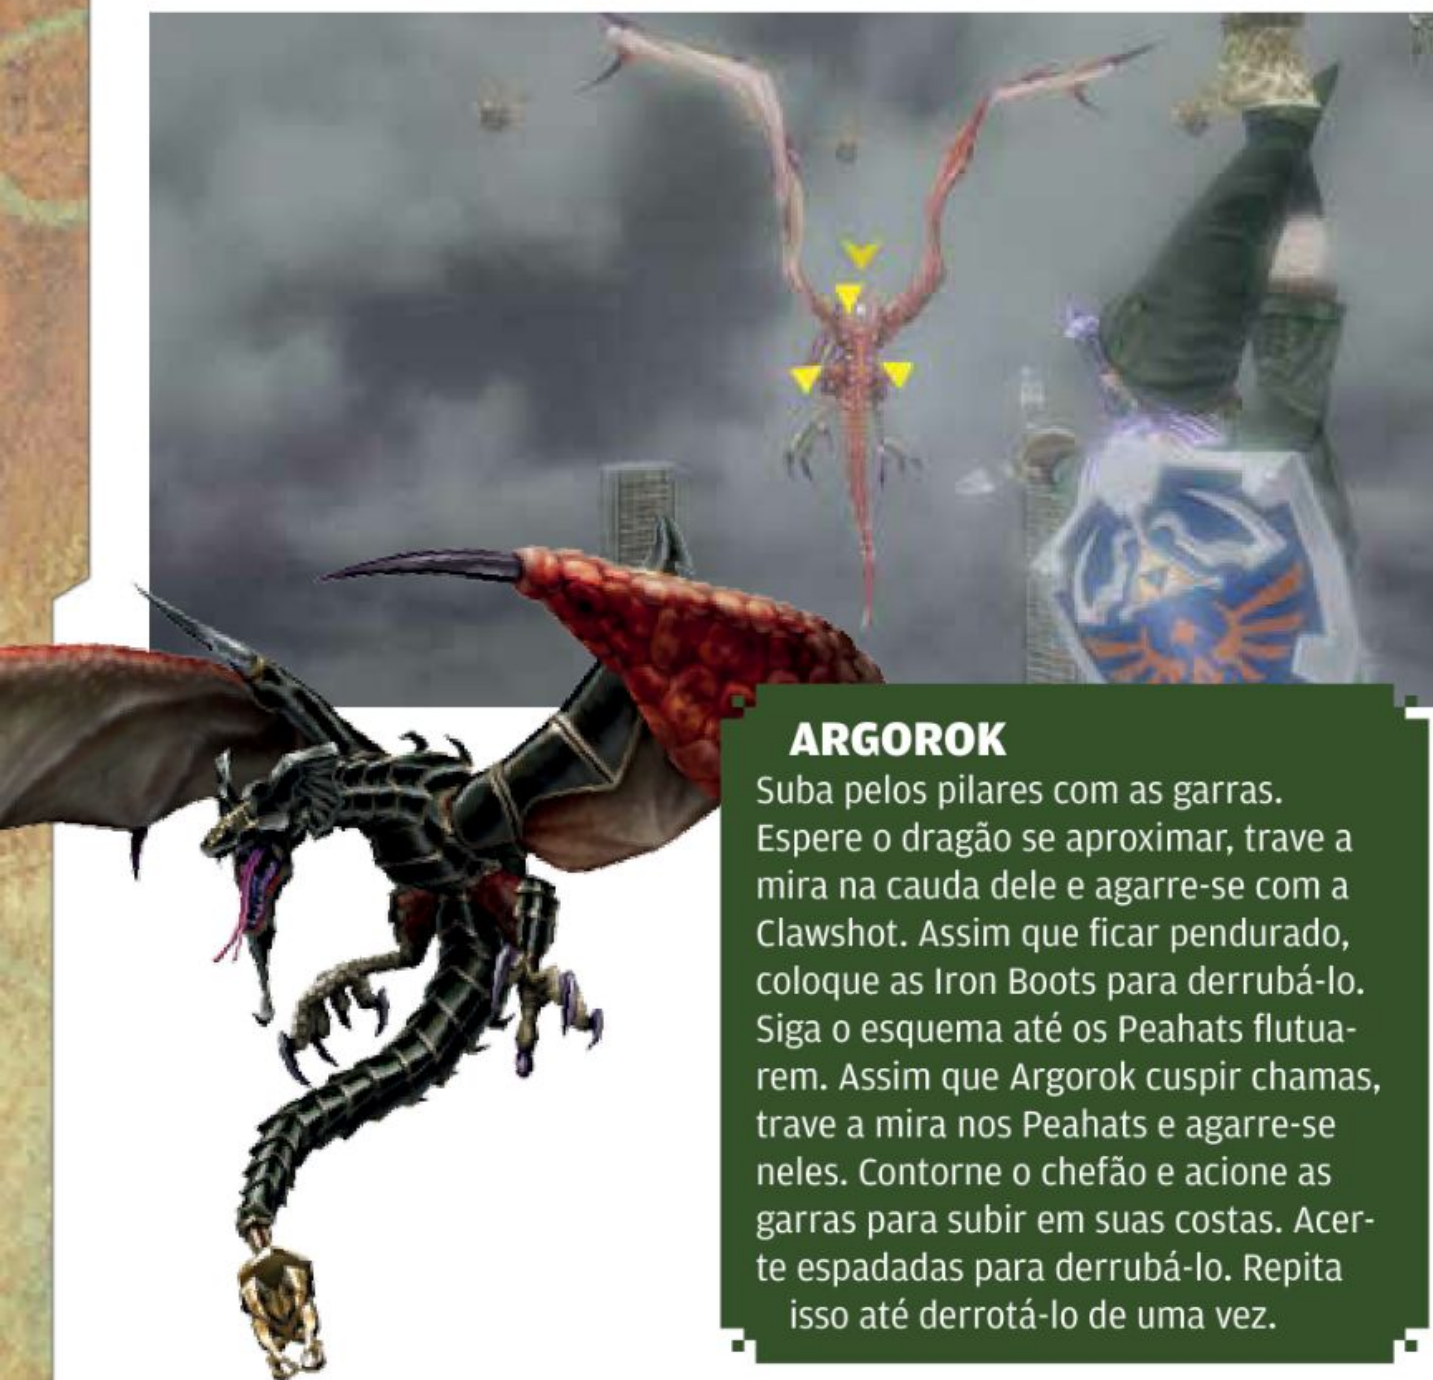 ARGOROK
Suba pelos pilares com as garras.
Espere o dragão se aproximar, trave a
mira na cauda dele e agarre-se com a
Clawshot. Assim que ficar pendurado,
coloque as Iron Boots para derrubá-lo.
Siga o esquema até os Peahats flutua-
rem. Assim que Argorok cuspir chamas,
trave a mira nos Peahats e agarre-se
neles. Contorne o chefão e acione as
garras para subir em suas costas. Acer-
te espadadas para derrubá-lo. Repita
isso até derrotá-lo de uma vez.